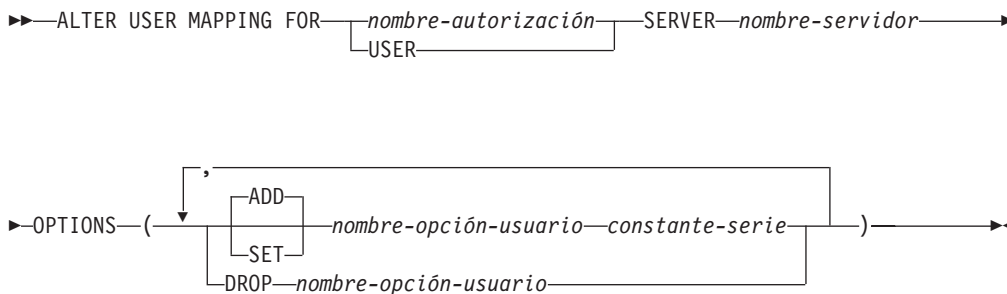 ALTER USER MAPPING FOR nombre-autorización SERVER nombre-servidor
USER
,
ADD
OPTIONS ( nombre-opción-usuario constante-serie )
SET
DROP nombre-opción-usuario